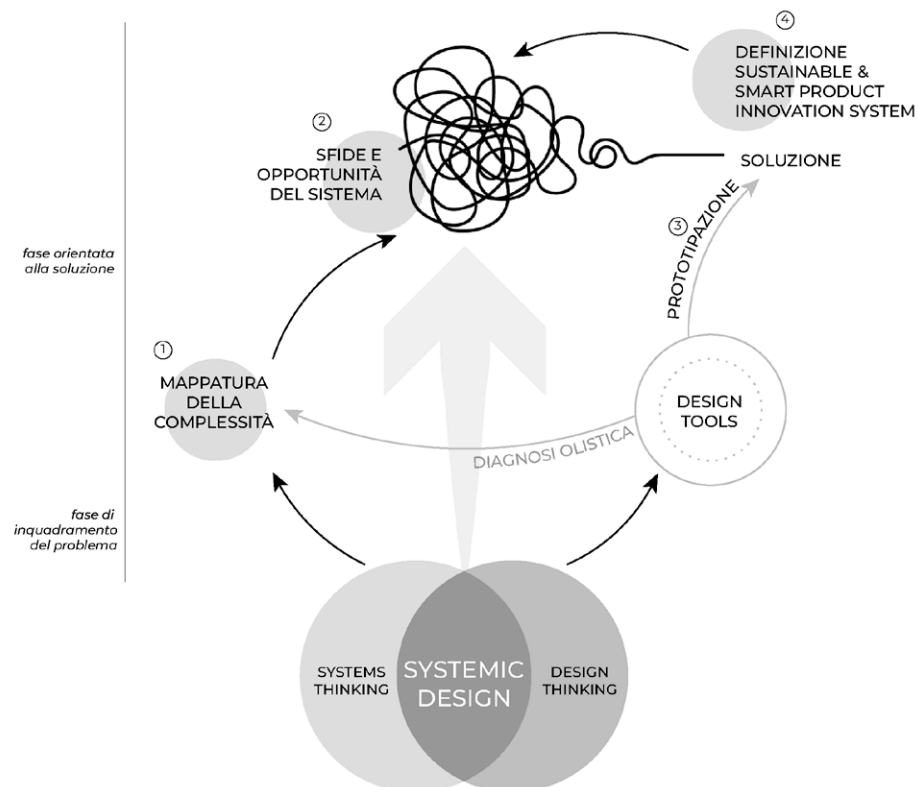 ④
DEFINIZIONE
SUSTAINABLE &
SMART PRODUCT
INNOVATION SYSTEM
②
SFIDE E
OPPORTUNITÀ
DEL SISTEMA
SOLUZIONE
③
PROTOTIPAZIONE
fase orientata
alla soluzione
①
MAPPATURA
DELLA
COMPLESSITÀ
DESIGN
TOOLS
DIAGNOSI OLISTICA
fase di
inquadramento
del problema
SYSTEMS
THINKING
SYSTEMIC
DESIGN
DESIGN
THINKING